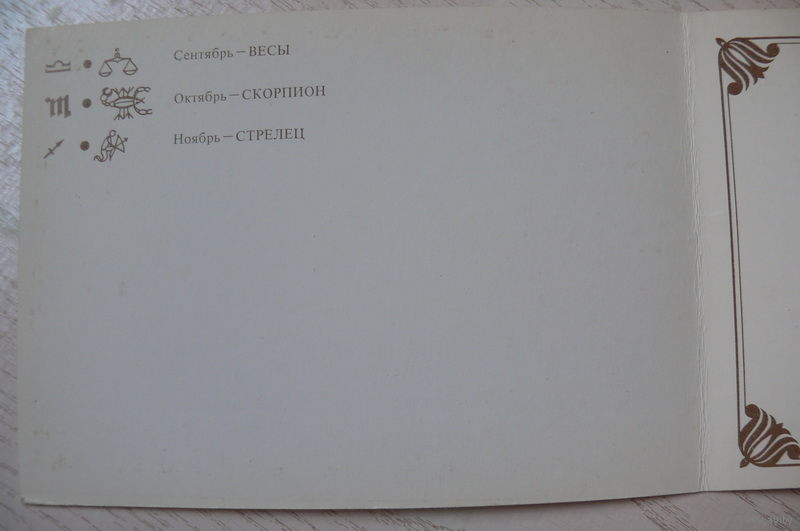 Сентябрь — ВЕСЫ
Октябрь — СКОРПИОН
Ноябрь — СТРЕЛЕЦ